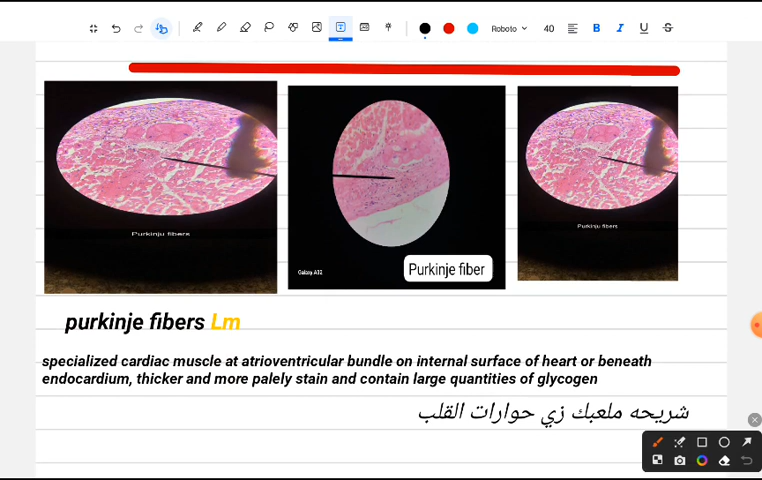 Roboto
40
B I U S
Purkinju fibers
Galaxy A12
Purkinje fiber
Purkinju fibers
purkinje fibers Lm
specialized cardiac muscle at atrioventricular bundle on internal surface of heart or beneath
endocardium, thicker and more palely stain and contain large quantities of glycogen
شريحه ملعبك زي حوارات القلب